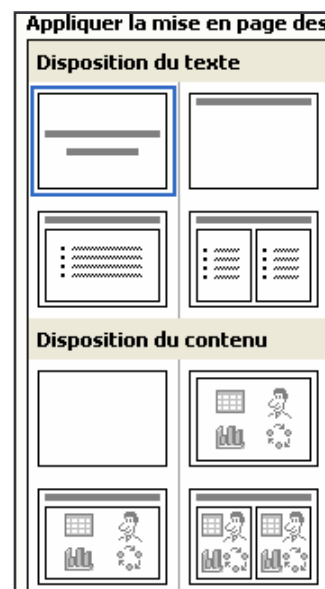 Appliquer la mise en page des
Disposition du texte
Disposition du contenu